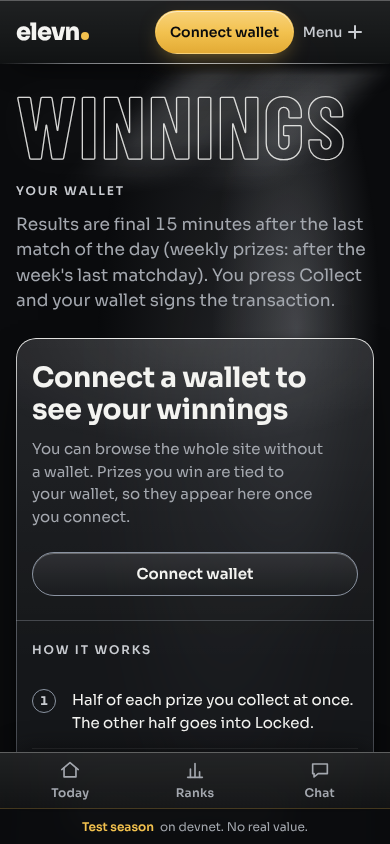 elevn.
Connect wallet
Menu
WINNINGS
YOUR WALLET
Results are final 15 minutes after the last
match of the day (weekly prizes: after the
week's last matchday). You press Collect
and your wallet signs the transaction.
Connect a wallet to
see your winnings
You can browse the whole site without
a wallet. Prizes you win are tied to
your wallet, so they appear here once
you connect.
Connect wallet
HOW IT WORKS
1
Half of each prize you collect at once.
The other half goes into Locked.
Today
Ranks
Chat
Test season on devnet. No real value.